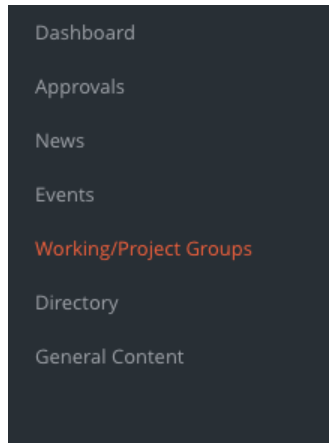 Dashboard
Approvals
News
Events
Working/Project Groups
Directory
General Content